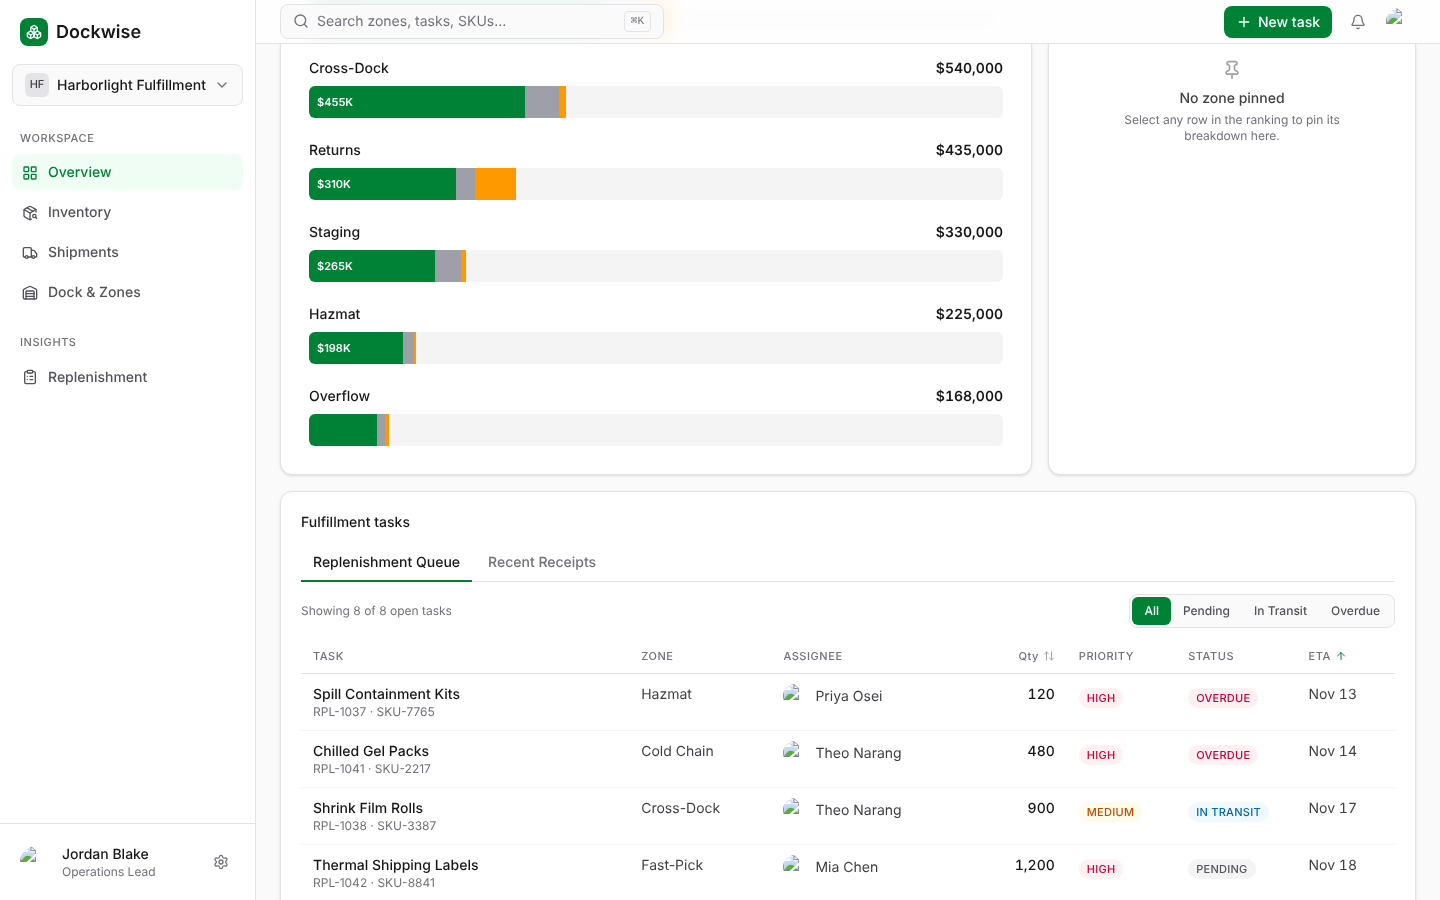 Dockwise
HF Harborlight Fulfillment
WORKSPACE
Overview
Inventory
Shipments
Dock & Zones
INSIGHTS
Replenishment
Jordan Blake
Operations Lead
Search zones, tasks, SKUs... ⌘K
New task
Cross-Dock $540,000
$455K
Returns $435,000
$310K
Staging $330,000
$265K
Hazmat $225,000
$198K
Overflow $168,000
No zone pinned
Select any row in the ranking to pin its
breakdown here.
Fulfillment tasks
Replenishment Queue Recent Receipts
Showing 8 of 8 open tasks
All Pending In Transit Overdue
TASK ZONE ASSIGNEE Qty PRIORITY STATUS ETA
Spill Containment Kits Hazmat Priya Osei 120 HIGH OVERDUE Nov 13
RPL-1037 · SKU-7765
Chilled Gel Packs Cold Chain Theo Narang 480 HIGH OVERDUE Nov 14
RPL-1041 · SKU-2217
Shrink Film Rolls Cross-Dock Theo Narang 900 MEDIUM IN TRANSIT Nov 17
RPL-1038 · SKU-3387
Thermal Shipping Labels Fast-Pick Mia Chen 1,200 HIGH PENDING Nov 18
RPL-1042 · SKU-8841